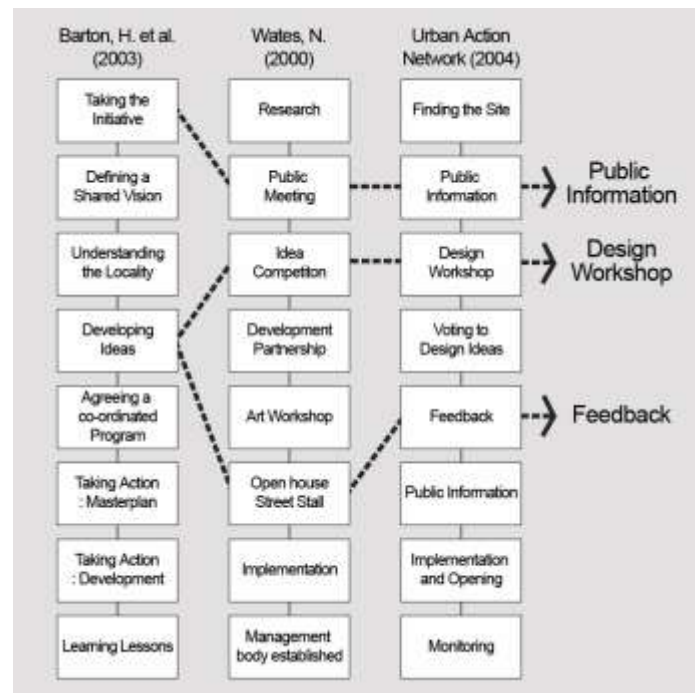 Barton, H. et al.
(2003)
Taking the
Initiative
Defining a
Shared Vision
Understanding
the Locality
Developing
Ideas
Agreeing a
co-ordinated
Program
Taking Action
: Masterplan
Taking Action
: Development
Learning Lessons
Wates, N.
(2000)
Research
Public
Meeting
Idea
Competiton
Development
Partnership
Art Workshop
Open house
Street Stall
Implementation
Management
body established
Urban Action
Network (2004)
Finding the Site
Public
Information
Design
Workshop
Voting to
Design Ideas
Feedback
Public Information
Implementation
and Opening
Monitoring
Public
Information
Design
Workshop
Feedback